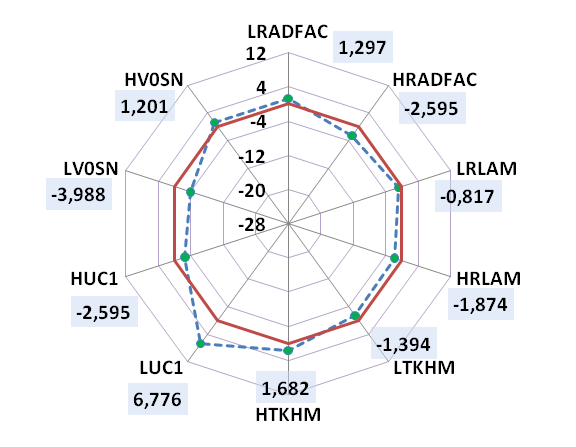 LRADFAC
12
1,297
4
HV0SN
HRADFAC
1,201
-2,595
-4
-12
LV0SN
LRLAM
-3,988
-20
-0,817
-28
HUC1
HRLAM
-2,595
-1,874
-1,394
LUC1
LTKHM
6,776
1,682
HTKHM